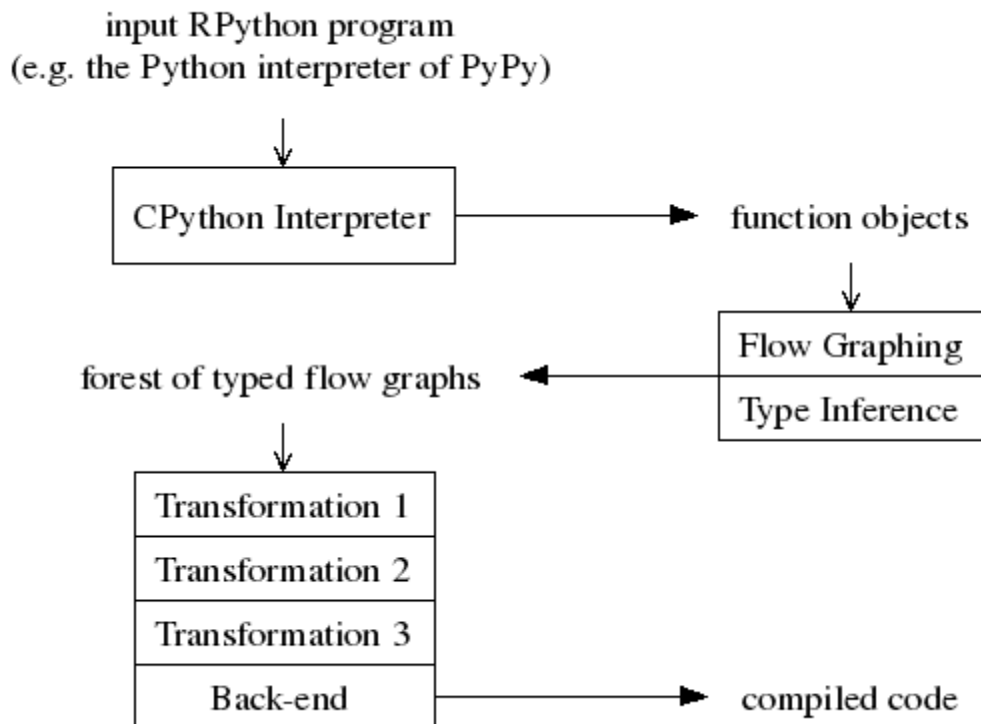 input RPython program
(e.g. the Python interpreter of PyPy)
CPython Interpreter
function objects
Flow Graphing
forest of typed flow graphs
Type Inference
Transformation 1
Transformation 2
Transformation 3
Back-end
compiled code